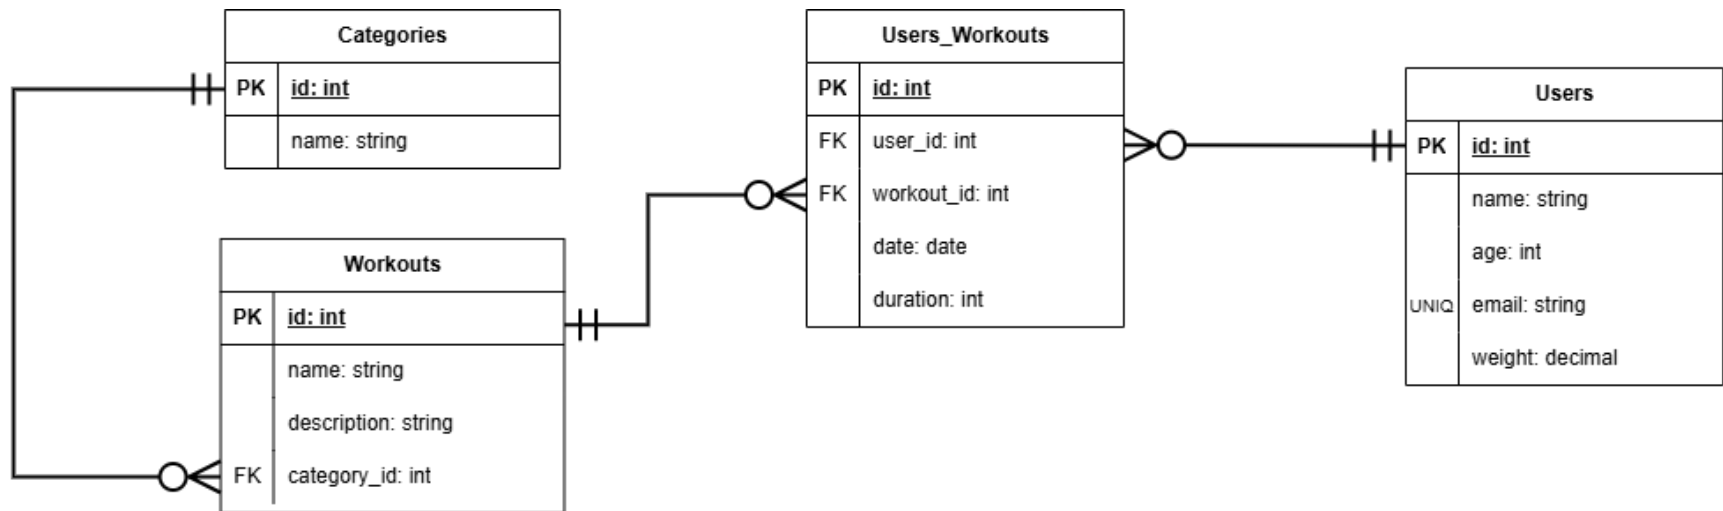 Categories
PK id: int
name: string
Workouts
PK id: int
name: string
description: string
FK category_id: int
Users_Workouts
PK id: int
FK user_id: int
FK workout_id: int
date: date
duration: int
Users
PK id: int
name: string
age: int
UNIQ email: string
weight: decimal